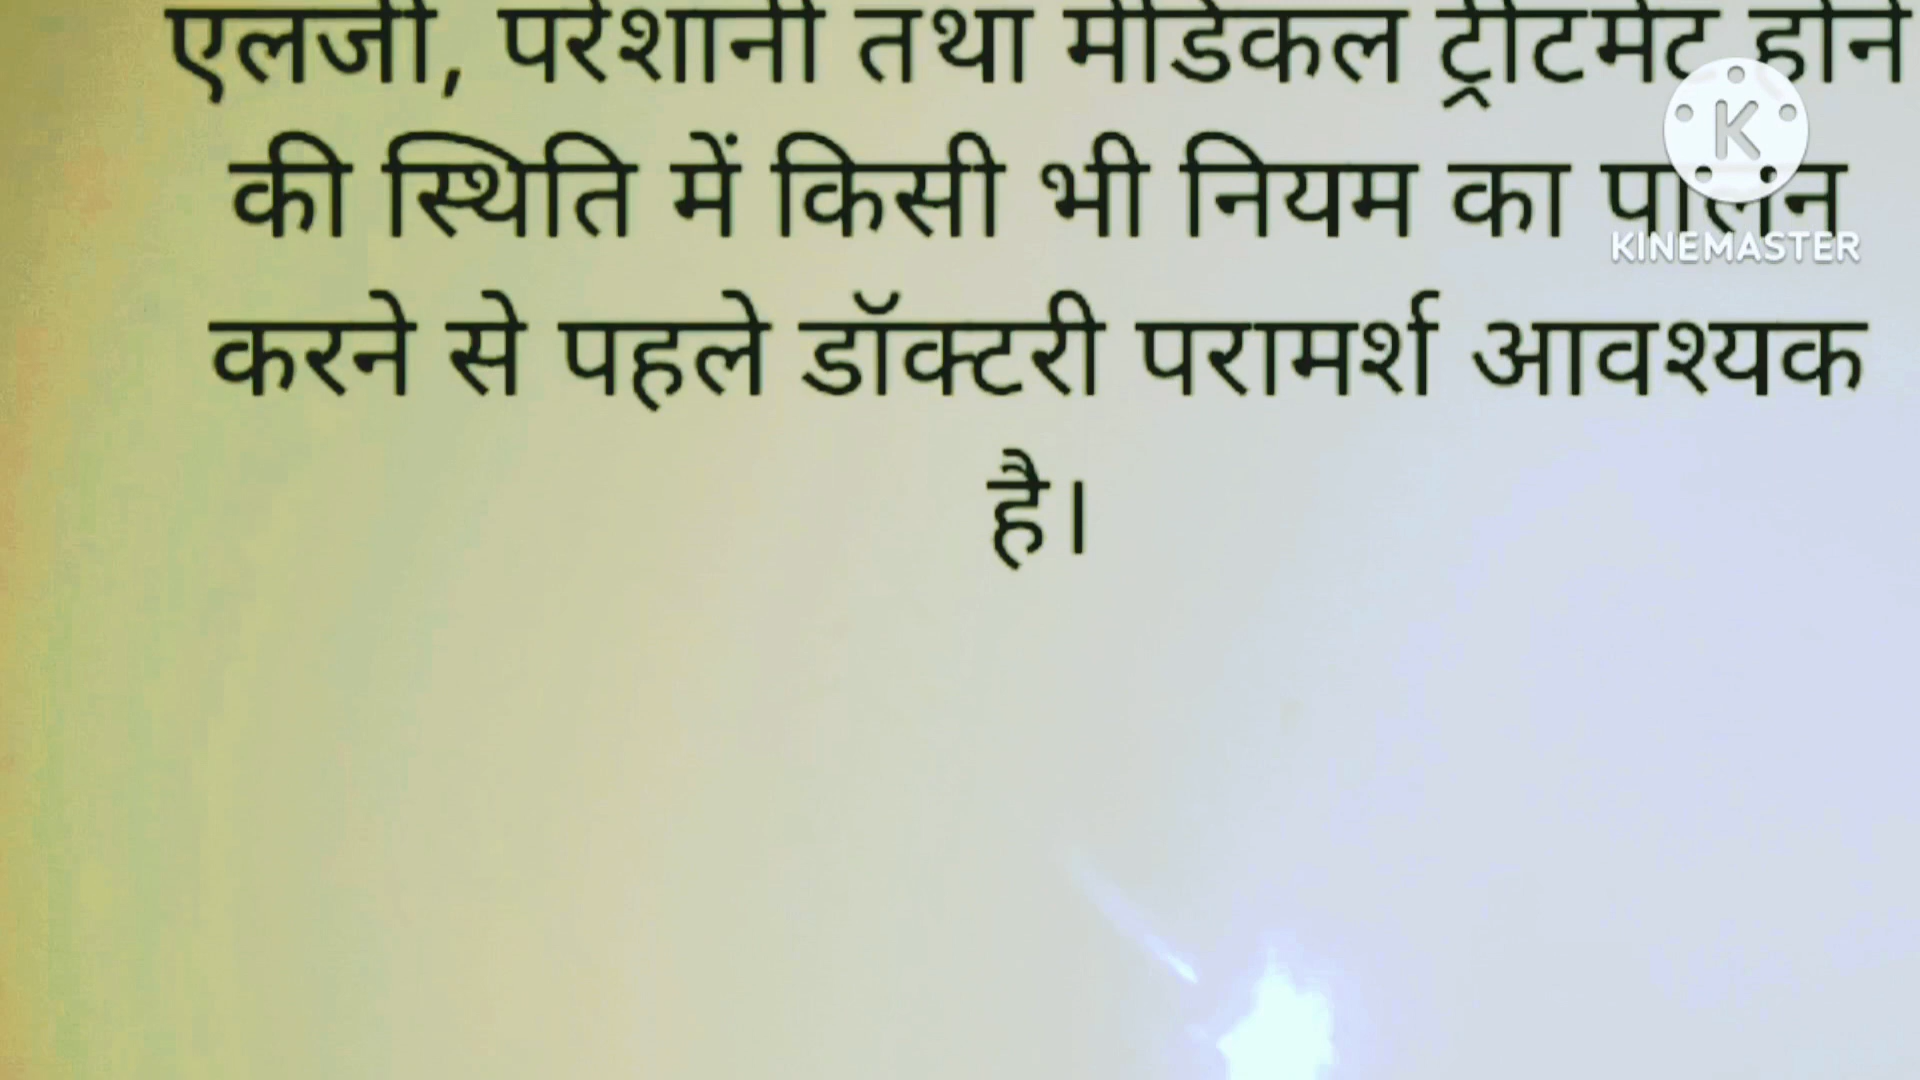 एलर्जी, परेशानी तथा मेडिकल ट्रीटमेंट होने
की स्थिति में किसी भी नियम का पालन
करने से पहले डॉक्टरी परामर्श आवश्यक
है।
K
KINEMASTER